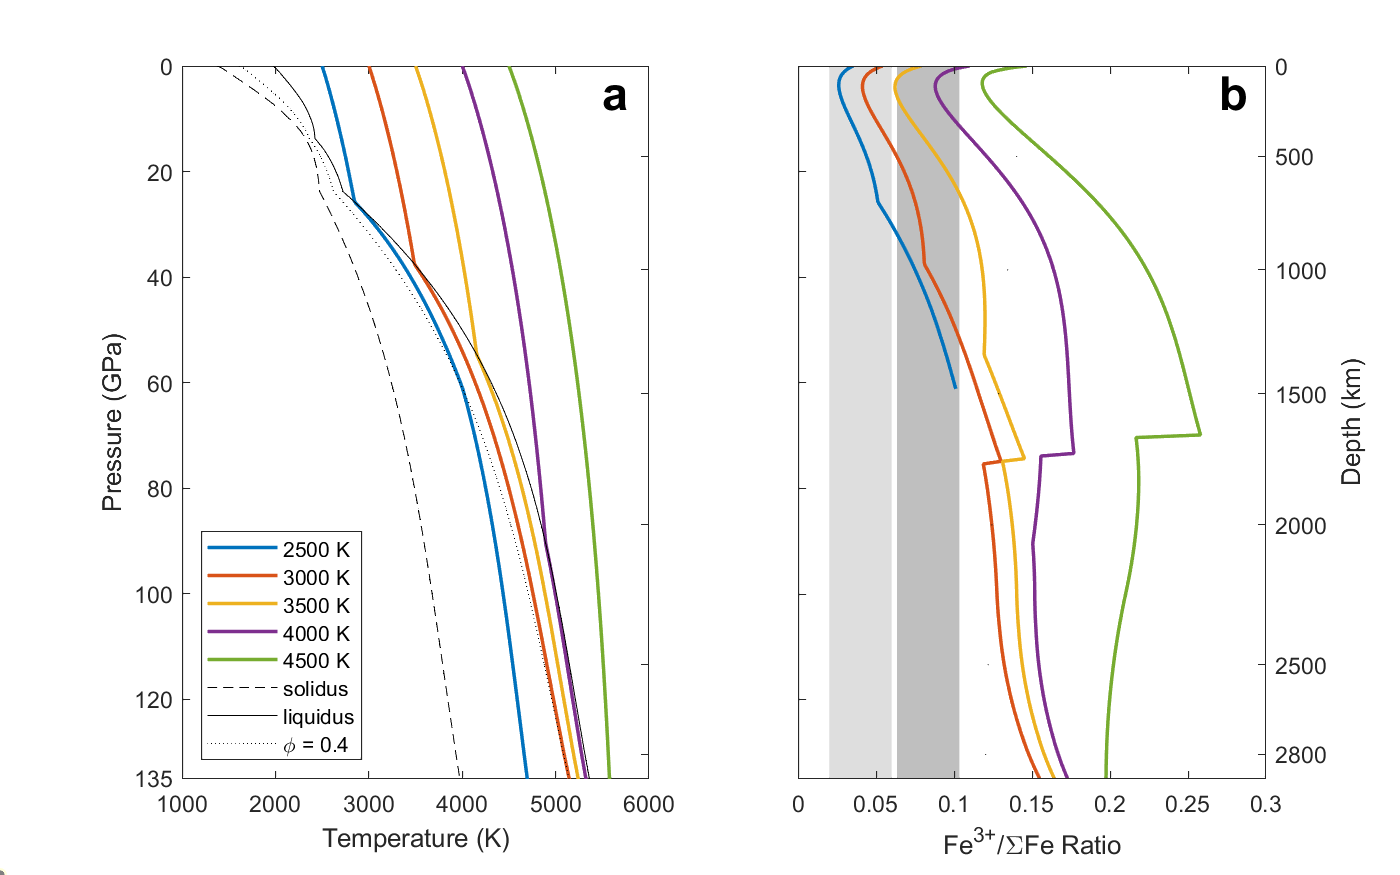 a
b
0
20
40
60
80
100
120
135
Pressure (GPa)
1000
2000
3000
4000
5000
6000
Temperature (K)
2500 K
3000 K
3500 K
4000 K
4500 K
solidus
liquidus
ϕ = 0.4
0
0.05
0.1
0.15
0.2
0.25
0.3
Fe³⁺/ΣFe Ratio
0
500
1000
1500
2000
2500
2800
Depth (km)